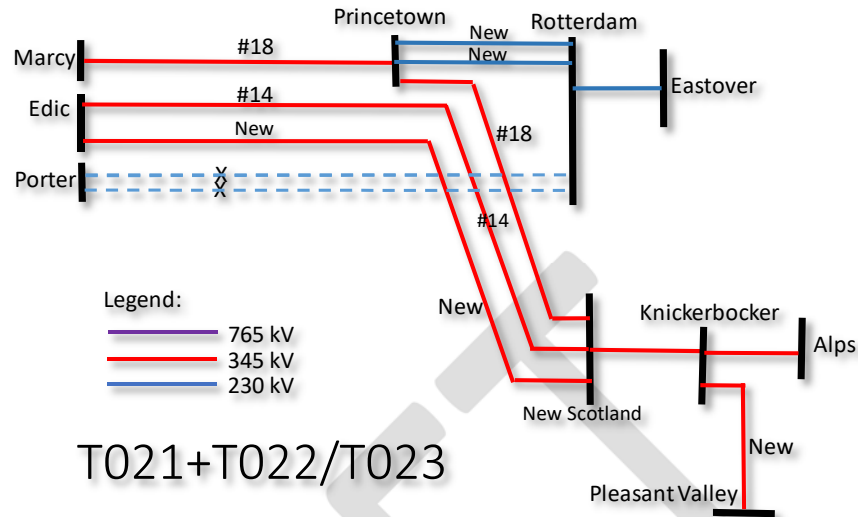 Princetown
Rotterdam
New
New
Marcy
#18
Eastover
Edic
#14
New
#18
Porter
X
X
#14
New
Legend:
765 kV
345 kV
230 kV
Knickerbocker
Alps
New Scotland
New
T021+T022/T023
Pleasant Valley